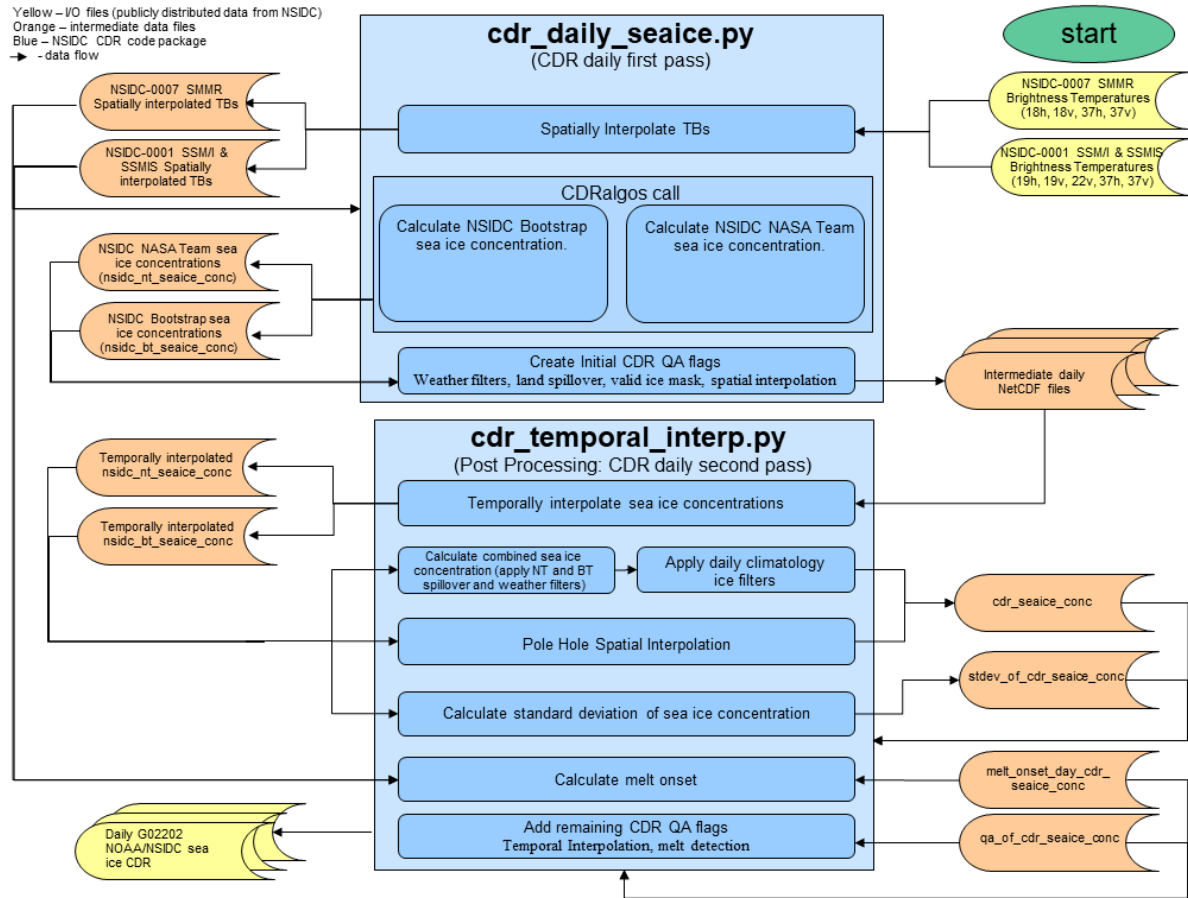 Yellow – I/O files (publicly distributed data from NSIDC)
Orange – intermediate data files
Blue – NSIDC CDR code package
- data flow
cdr_daily_seaice.py
(CDR daily first pass)
start
NSIDC-0007 SMMR
Spatially interpolated TBs
NSIDC-0001 SSM/I &
SSMIS Spatially
interpolated TBs
Spatially Interpolate TBs
NSIDC-0007 SMMR
Brightness Temperatures
(18h, 18v, 37h, 37v)
NSIDC-0001 SSM/I & SSMIS
Brightness Temperatures
(19h, 19v, 22v, 37h, 37v)
CDRalgos call
Calculate NSIDC Bootstrap
sea ice concentration.
Calculate NSIDC NASA Team
sea ice concentration.
NSIDC NASA Team sea
ice concentrations
(nsidc_nt_seaice_conc)
NSIDC Bootstrap sea
ice concentrations
(nsidc_bt_seaice_conc)
Create Initial CDR QA flags
Weather filters, land spillover, valid ice mask, spatial interpolation
Intermediate daily
NetCDF files
cdr_temporal_interp.py
(Post Processing: CDR daily second pass)
Temporally interpolated
nsidc_nt_seaice_conc
Temporally interpolated
nsidc_bt_seaice_conc
Temporally interpolate sea ice concentrations
Calculate combined sea ice
concentration (apply NT and BT
spillover and weather filters)
Apply daily climatology
ice filters
cdr_seaice_conc
Pole Hole Spatial Interpolation
stdev_of_cdr_seaice_conc
Calculate standard deviation of sea ice concentration
Calculate melt onset
melt_onset_day_cdr_
seaice_conc
Daily G02202
NOAA/NSIDC sea
ice CDR
Add remaining CDR QA flags
Temporal Interpolation, melt detection
qa_of_cdr_seaice_conc